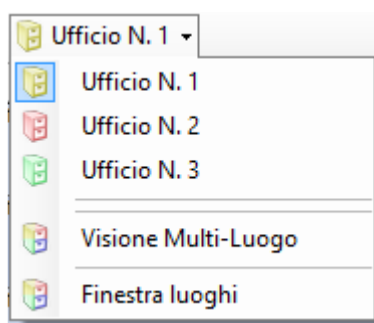 Ufficio N. 1
Ufficio N. 1
Ufficio N. 2
Ufficio N. 3
Visione Multi-Luogo
Finestra luoghi